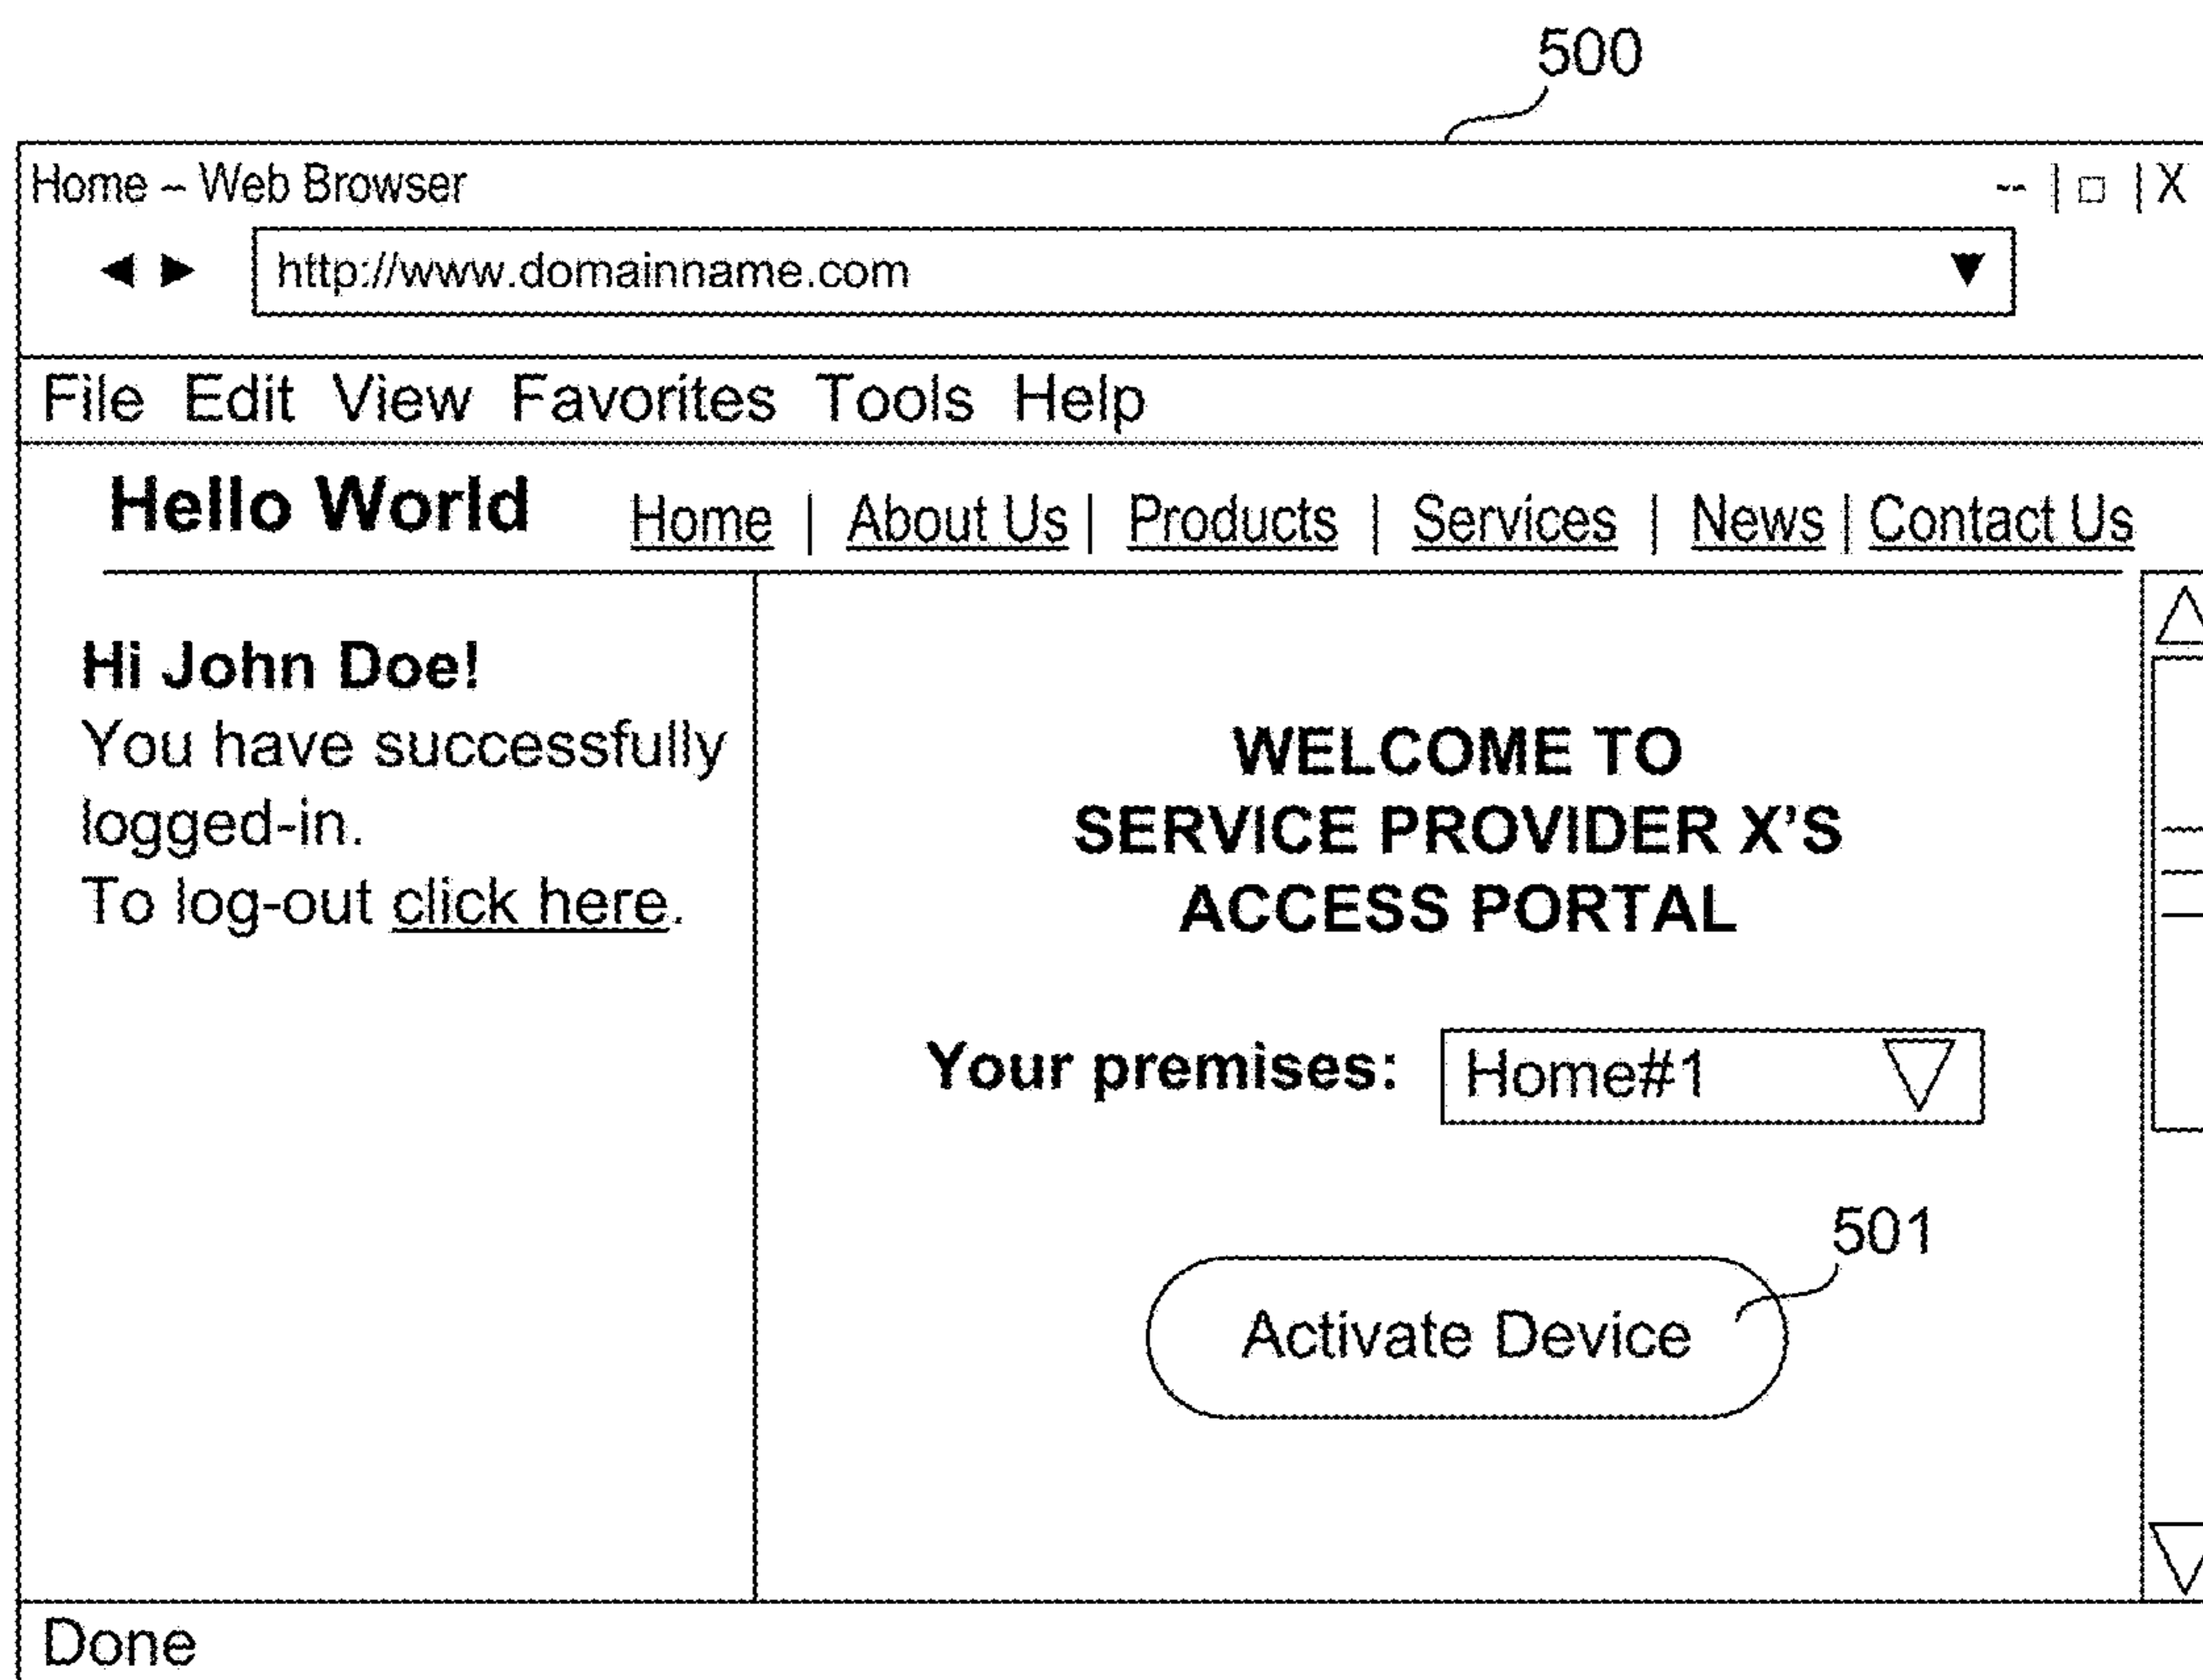 500
Home – Web Browser -- | □ | X
http://www.domainname.com
File Edit View Favorites Tools Help
Hello World Home | About Us | Products | Services | News | Contact Us
Hi John Doe!
You have successfully
logged-in.
To log-out click here.
WELCOME TO
SERVICE PROVIDER X'S
ACCESS PORTAL
Your premises: Home#1
501
Activate Device
Done